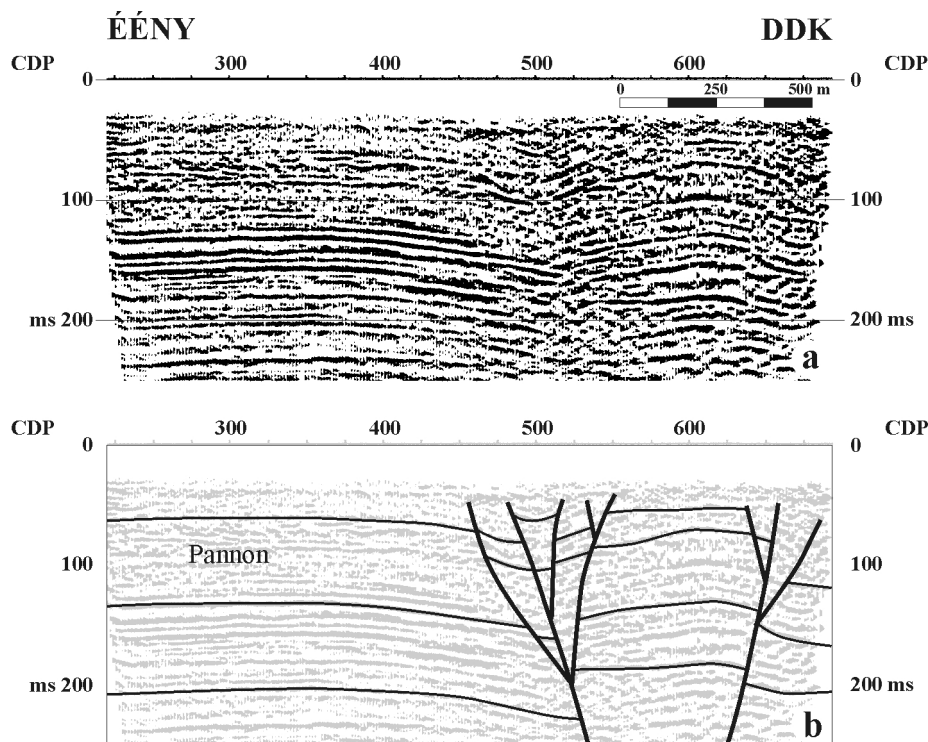 ÉÉNY DDK
CDP 300 400 500 600 CDP
0 0
0 250 500 m
100 100
ms 200 200 ms
a
300 400 500 600
CDP CDP
0 0
Pannon
100 100
ms 200 200 ms
b